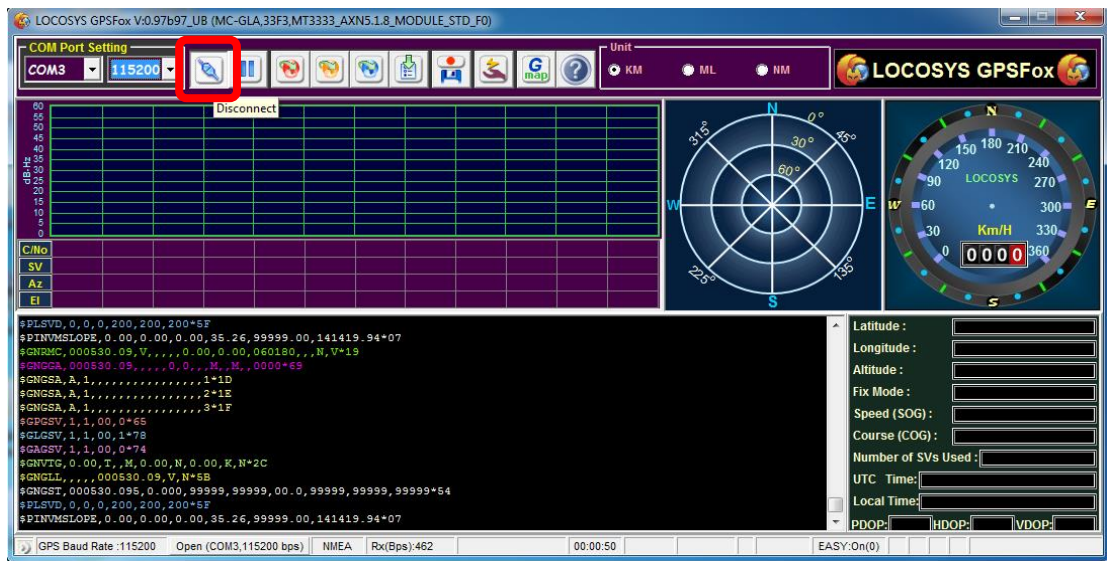 LOCOSYS GPSFox V:0.97b97_UB (MC-GLA,33F3,MT3333_AXN5.1.8_MODULE_STD_F0)
COM Port Setting
COM3 115200
Disconnect
G map
?
Unit
KM ML NM
LOCOSYS GPSFox
60
55
50
45
40
35
30
25
20
15
10
5
0
dB-Hz
C/No
SV
Az
El
N
0°
45°
30°
60°
315°
W
E
225°
135°
S
N
150 180 210
120 240
90 LOCOSYS 270
W 60 300 E
30 Km/H 330
0 0000 360
S
$PLSVD,0,0,0,200,200,200*5F
$PINVMSLOPE,0.00,0.00,0.00,35.26,99999.00,141419.94*07
$GNRMC,000530.09,V,,,,,0.00,0.00,060180,,,N,V*19
$GNGGA,000530.09,,,,,0,0,,,M,,M,,0000*69
$GNGSA,A,1,,,,,,,,,,,,,,,,1*1D
$GNGSA,A,1,,,,,,,,,,,,,,,,2*1E
$GNGSA,A,1,,,,,,,,,,,,,,,,3*1F
$GPGSV,1,1,00,0*65
$GLGSV,1,1,00,1*78
$GAGSV,1,1,00,0*74
$GNVTG,0.00,T,,M,0.00,N,0.00,K,N*2C
$GNGLL,,,,,000530.09,V,N*5B
$GNGST,000530.095,0.000,99999,99999,00.0,99999,99999,99999*54
$PLSVD,0,0,0,200,200,200*5F
$PINVMSLOPE,0.00,0.00,0.00,35.26,99999.00,141419.94*07
Latitude :
Longitude :
Altitude :
Fix Mode :
Speed (SOG) :
Course (COG) :
Number of SVs Used :
UTC Time:
Local Time:
PDOP: HDOP: VDOP:
GPS Baud Rate :115200 Open (COM3,115200 bps) NMEA Rx(Bps):462 00:00:50 EASY:On(0)